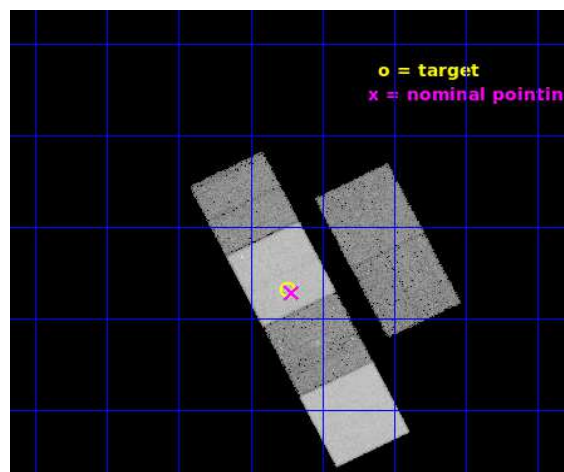 o = target
x = nominal pointin